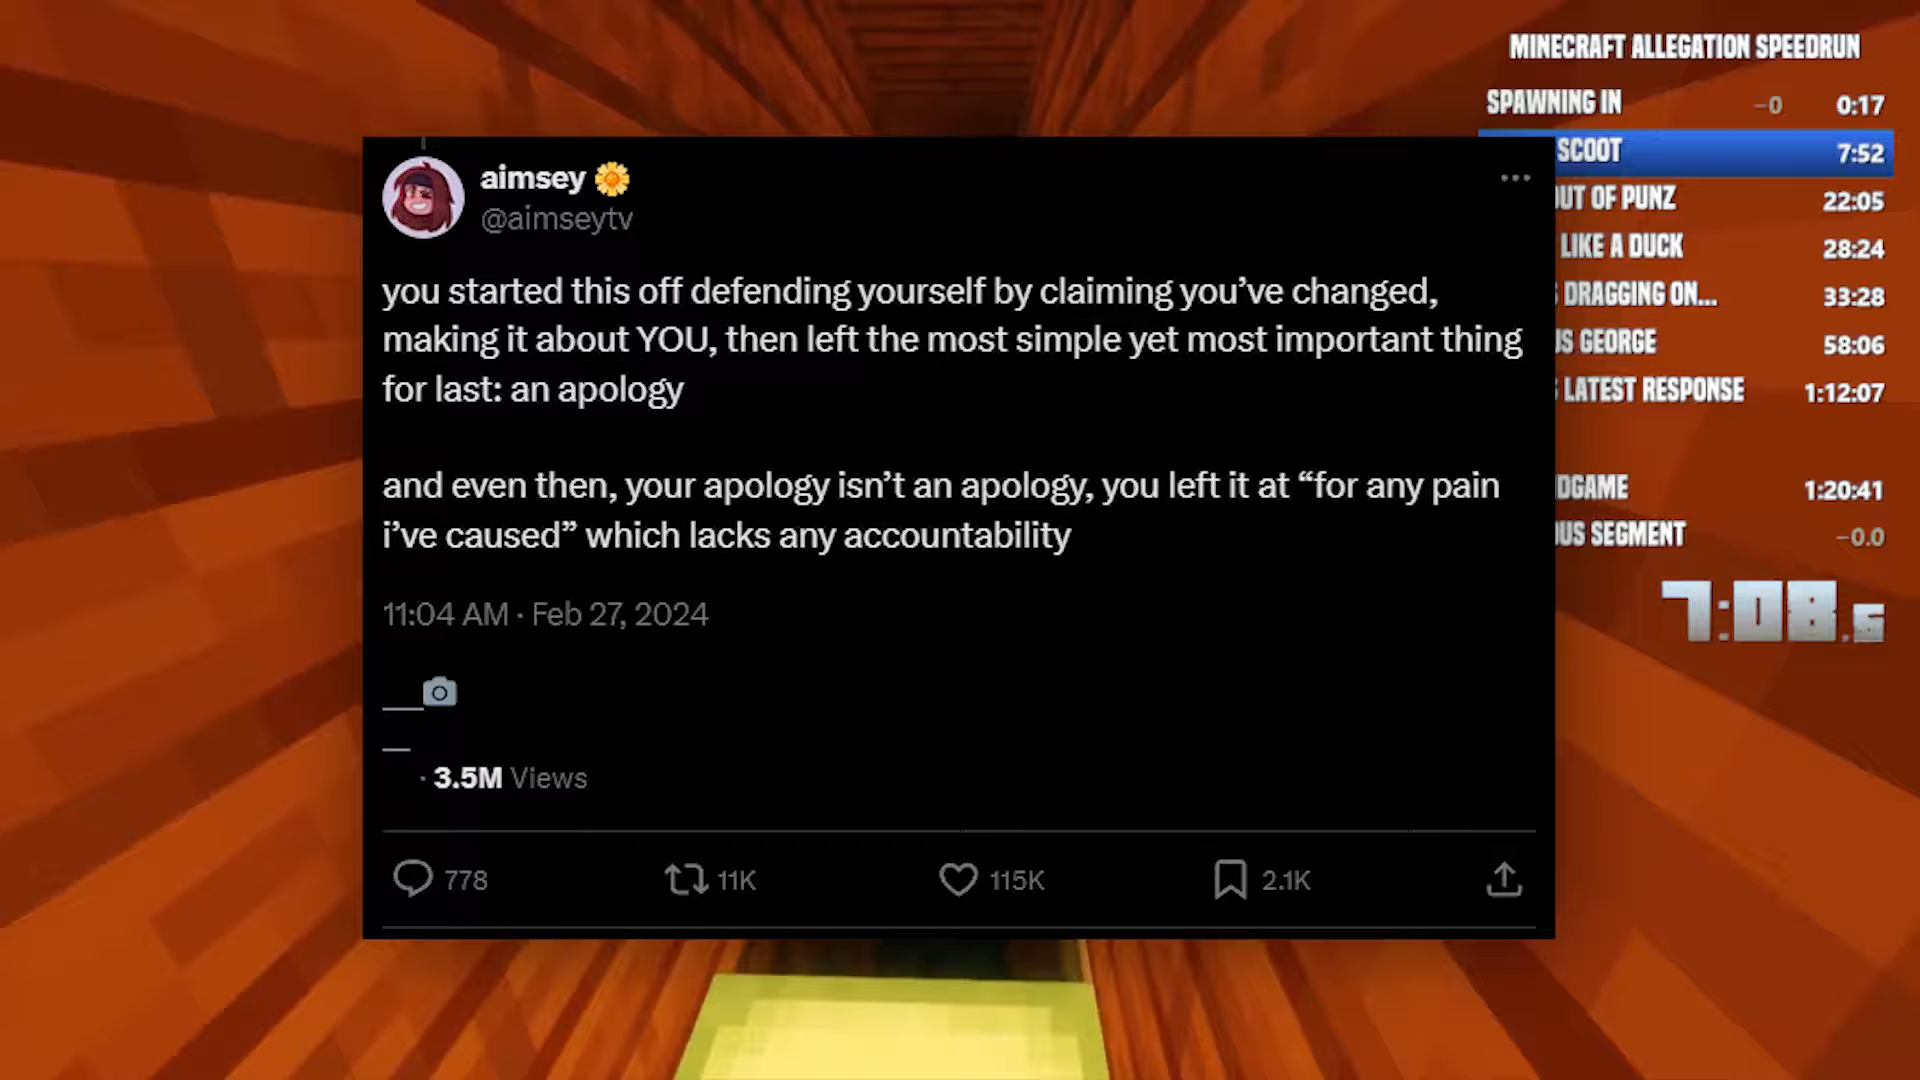 MINECRAFT ALLEGATION SPEEDRUN
SPAWNING IN -0 0:17
SCOOT 7:52
OUT OF PUNZ 22:05
LIKE A DUCK 28:24
DRAGGING ON... 33:28
GEORGE 58:06
LATEST RESPONSE 1:12:07
1:20:41
SEGMENT -0.0
7:08.5
aimsey 🌼
@aimseytv
you started this off defending yourself by claiming you’ve changed,
making it about YOU, then left the most simple yet most important thing
for last: an apology
and even then, your apology isn’t an apology, you left it at “for any pain
i’ve caused” which lacks any accountability
11:04 AM · Feb 27, 2024
· 3.5M Views
778 11K 115K 2.1K